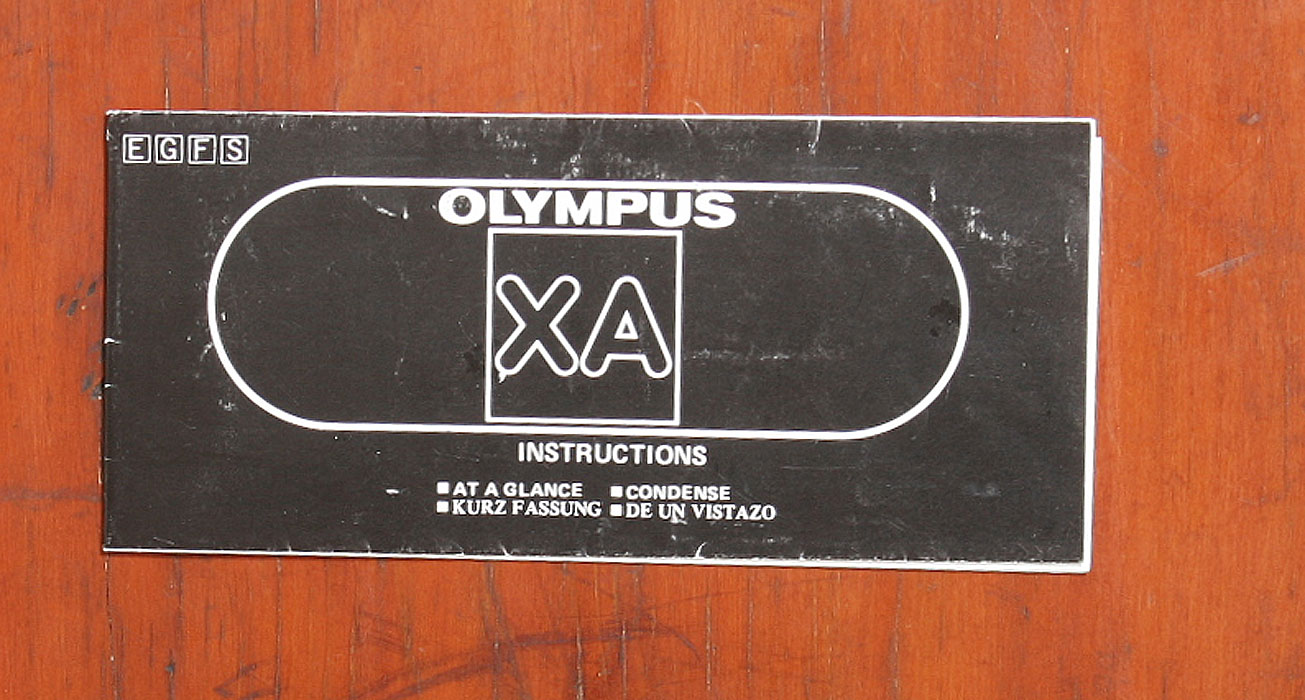 EGFS
OLYMPUS
XA
INSTRUCTIONS
■AT A GLANCE ■CONDENSE
■KURZ FASSUNG ■DE UN VISTAZO